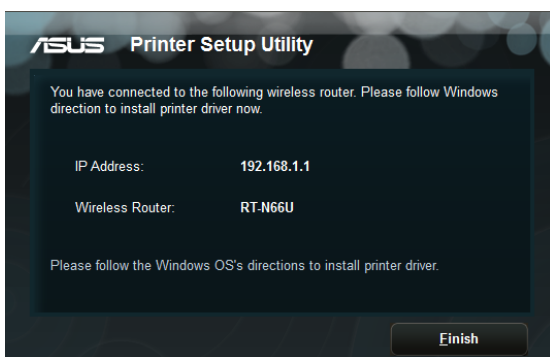 ASUS Printer Setup Utility
You have connected to the following wireless router. Please follow Windows
direction to install printer driver now.
IP Address: 192.168.1.1
Wireless Router: RT-N66U
Please follow the Windows OS's directions to install printer driver.
Finish